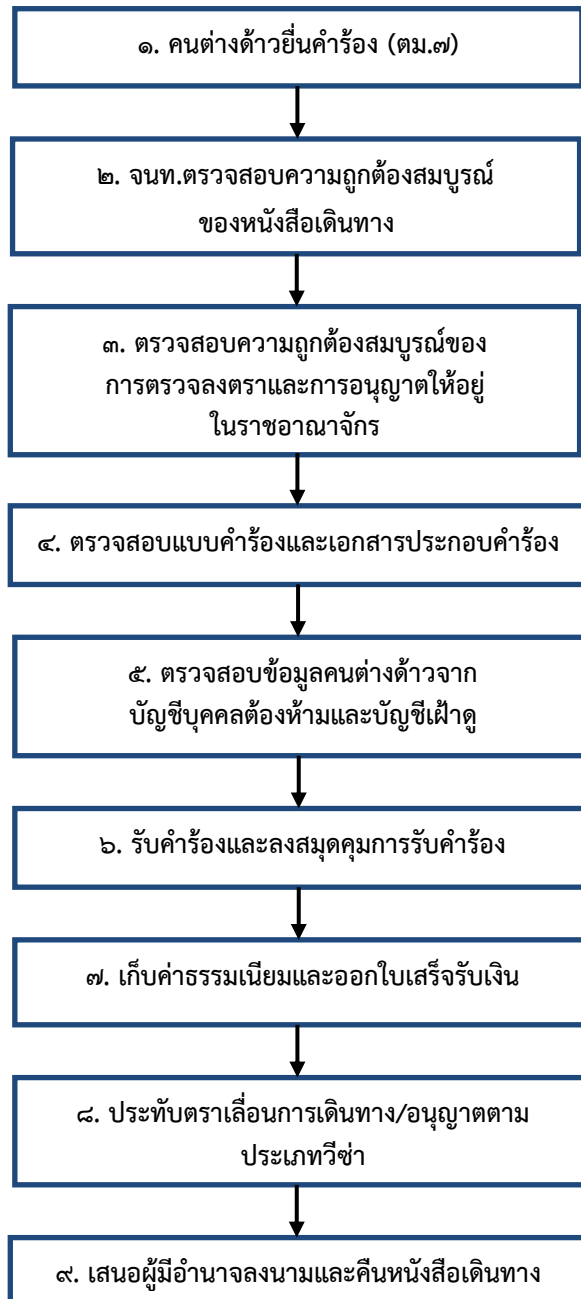 ๑. คนต่างด้าวยื่นคำร้อง (ตม.๗)
๒. จนท.ตรวจสอบความถูกต้องสมบูรณ์
ของหนังสือเดินทาง
๓. ตรวจสอบความถูกต้องสมบูรณ์ของ
การตรวจลงตราและการอนุญาตให้อยู่
ในราชอาณาจักร
๔. ตรวจสอบแบบคำร้องและเอกสารประกอบคำร้อง
๕. ตรวจสอบข้อมูลคนต่างด้าวจาก
บัญชีบุคคลต้องห้ามและบัญชีเฝ้าดู
๖. รับคำร้องและลงสมุดคุมการรับคำร้อง
๗. เก็บค่าธรรมเนียมและออกใบเสร็จรับเงิน
๘. ประทับตราเลื่อนการเดินทาง/อนุญาตตาม
ประเภทวีซ่า
๙. เสนอผู้มีอำนาจลงนามและคืนหนังสือเดินทาง